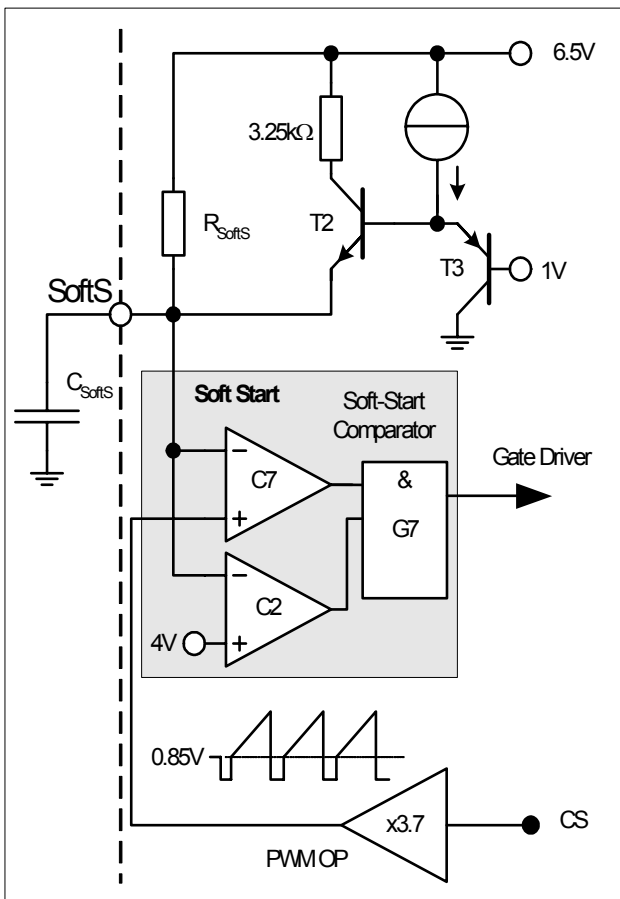 6.5V
3.25kΩ
R_SoftS
T2
T3
1V
SoftS
C_SoftS
Soft Start
Soft-Start
Comparator
Gate Driver
−
C7
+
&
G7
−
C2
4V
+
0.85V
x3.7
CS
PWM OP